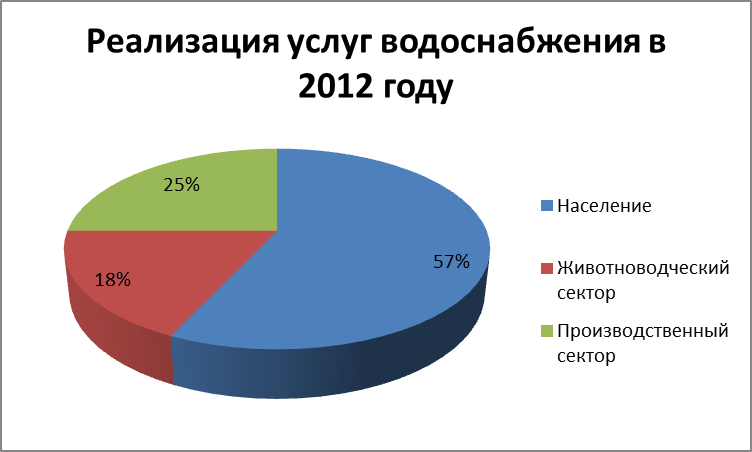 Реализация услуг водоснабжения в
2012 году
25%
57%
18%
Население
Животноводческий
сектор
Производственный
сектор